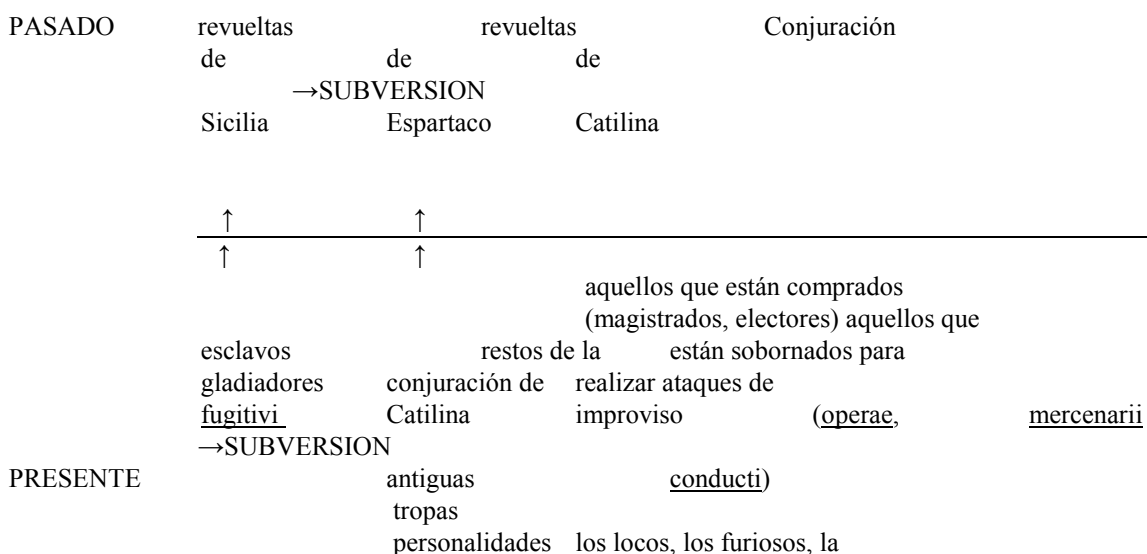 PASADO revueltas revueltas Conjuración
de de de
→SUBVERSION
Sicilia Espartaco Catilina
↑ ↑
↑ ↑
aquellos que están comprados
(magistrados, electores) aquellos que
esclavos restos de la están sobornados para
gladiadores conjuración de realizar ataques de
fugitivi Catilina improviso (operae, mercenarii
→SUBVERSION
PRESENTE antiguas conducti)
tropas
personalidades los locos, los furiosos, la